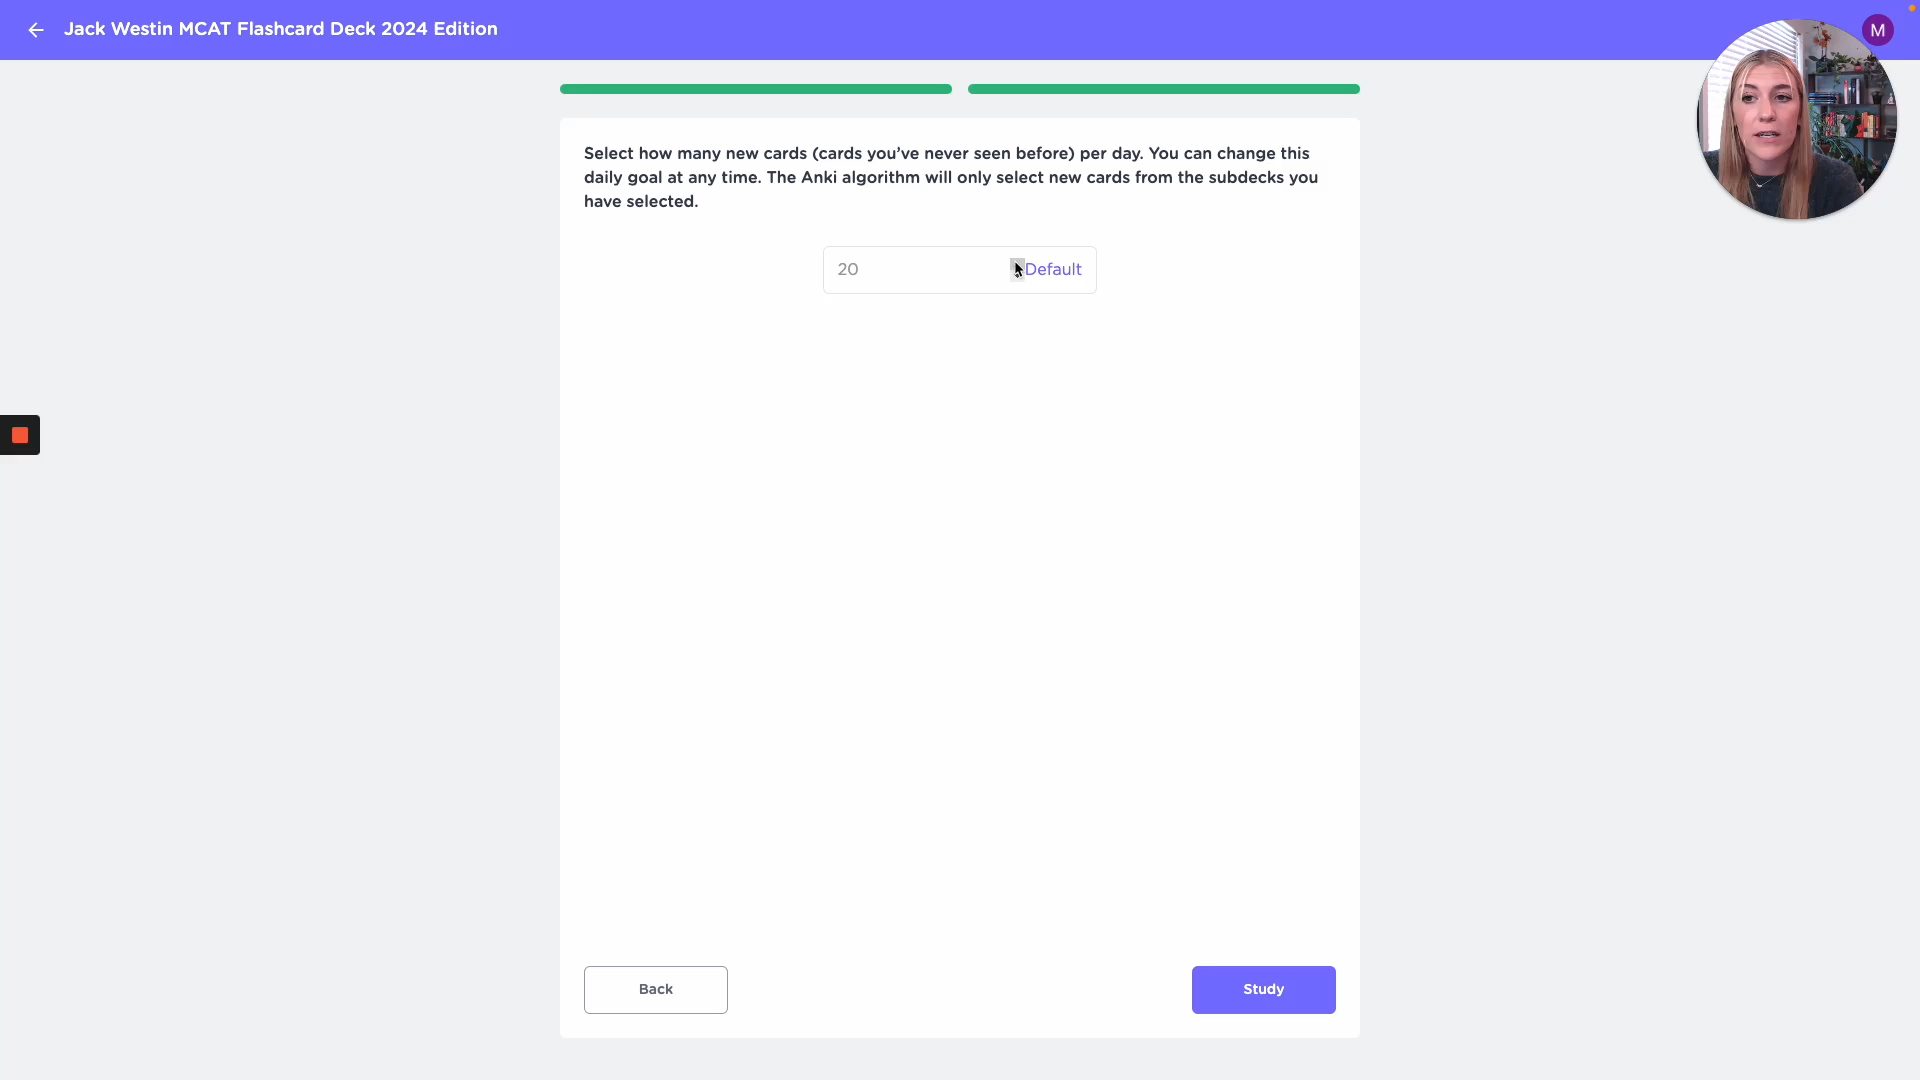 Jack Westin MCAT Flashcard Deck 2024 Edition
M
Select how many new cards (cards you’ve never seen before) per day. You can change this
daily goal at any time. The Anki algorithm will only select new cards from the subdecks you
have selected.
20 Default
Back Study